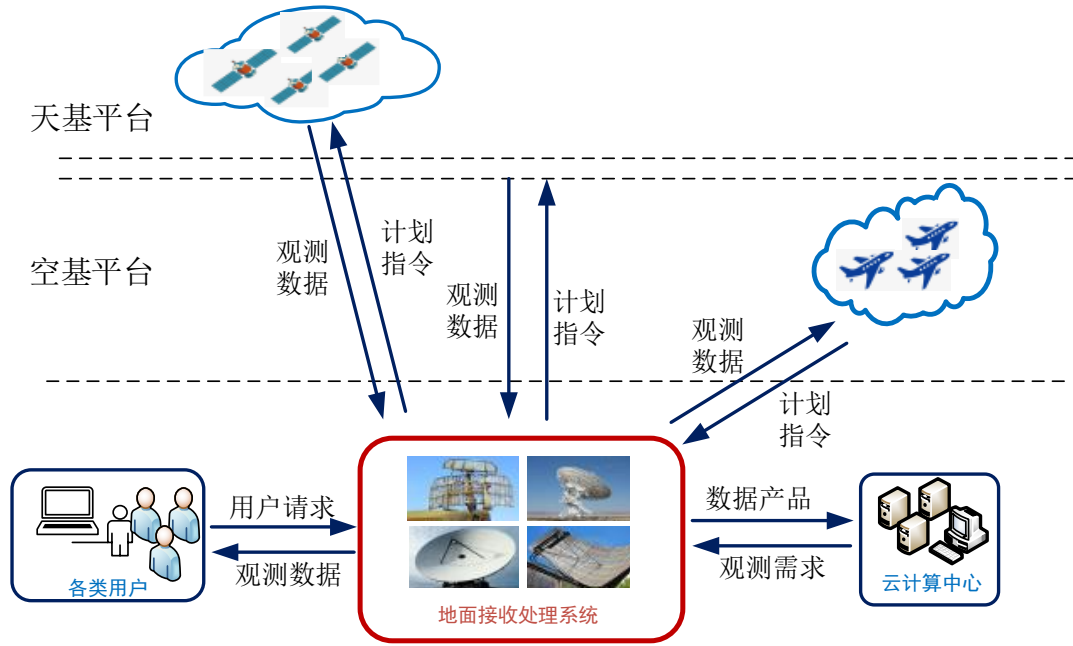 天基平台
空基平台
观测
数据
计划
指令
观测
数据
计划
指令
观测
数据
计划
指令
用户请求
观测数据
各类用户
地面接收处理系统
数据产品
观测需求
云计算中心